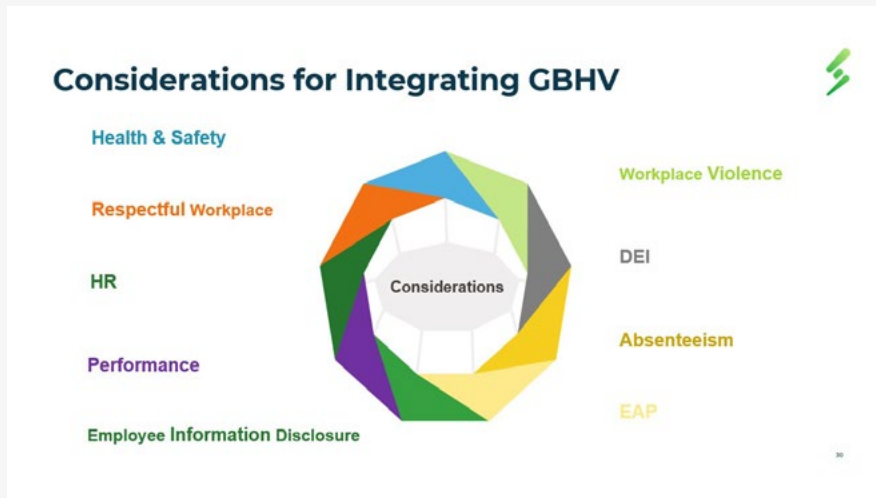 Considerations for Integrating GBHV
Health & Safety
Respectful Workplace
HR
Performance
Employee Information Disclosure
Considerations
Workplace Violence
DEI
Absenteeism
EAP
30